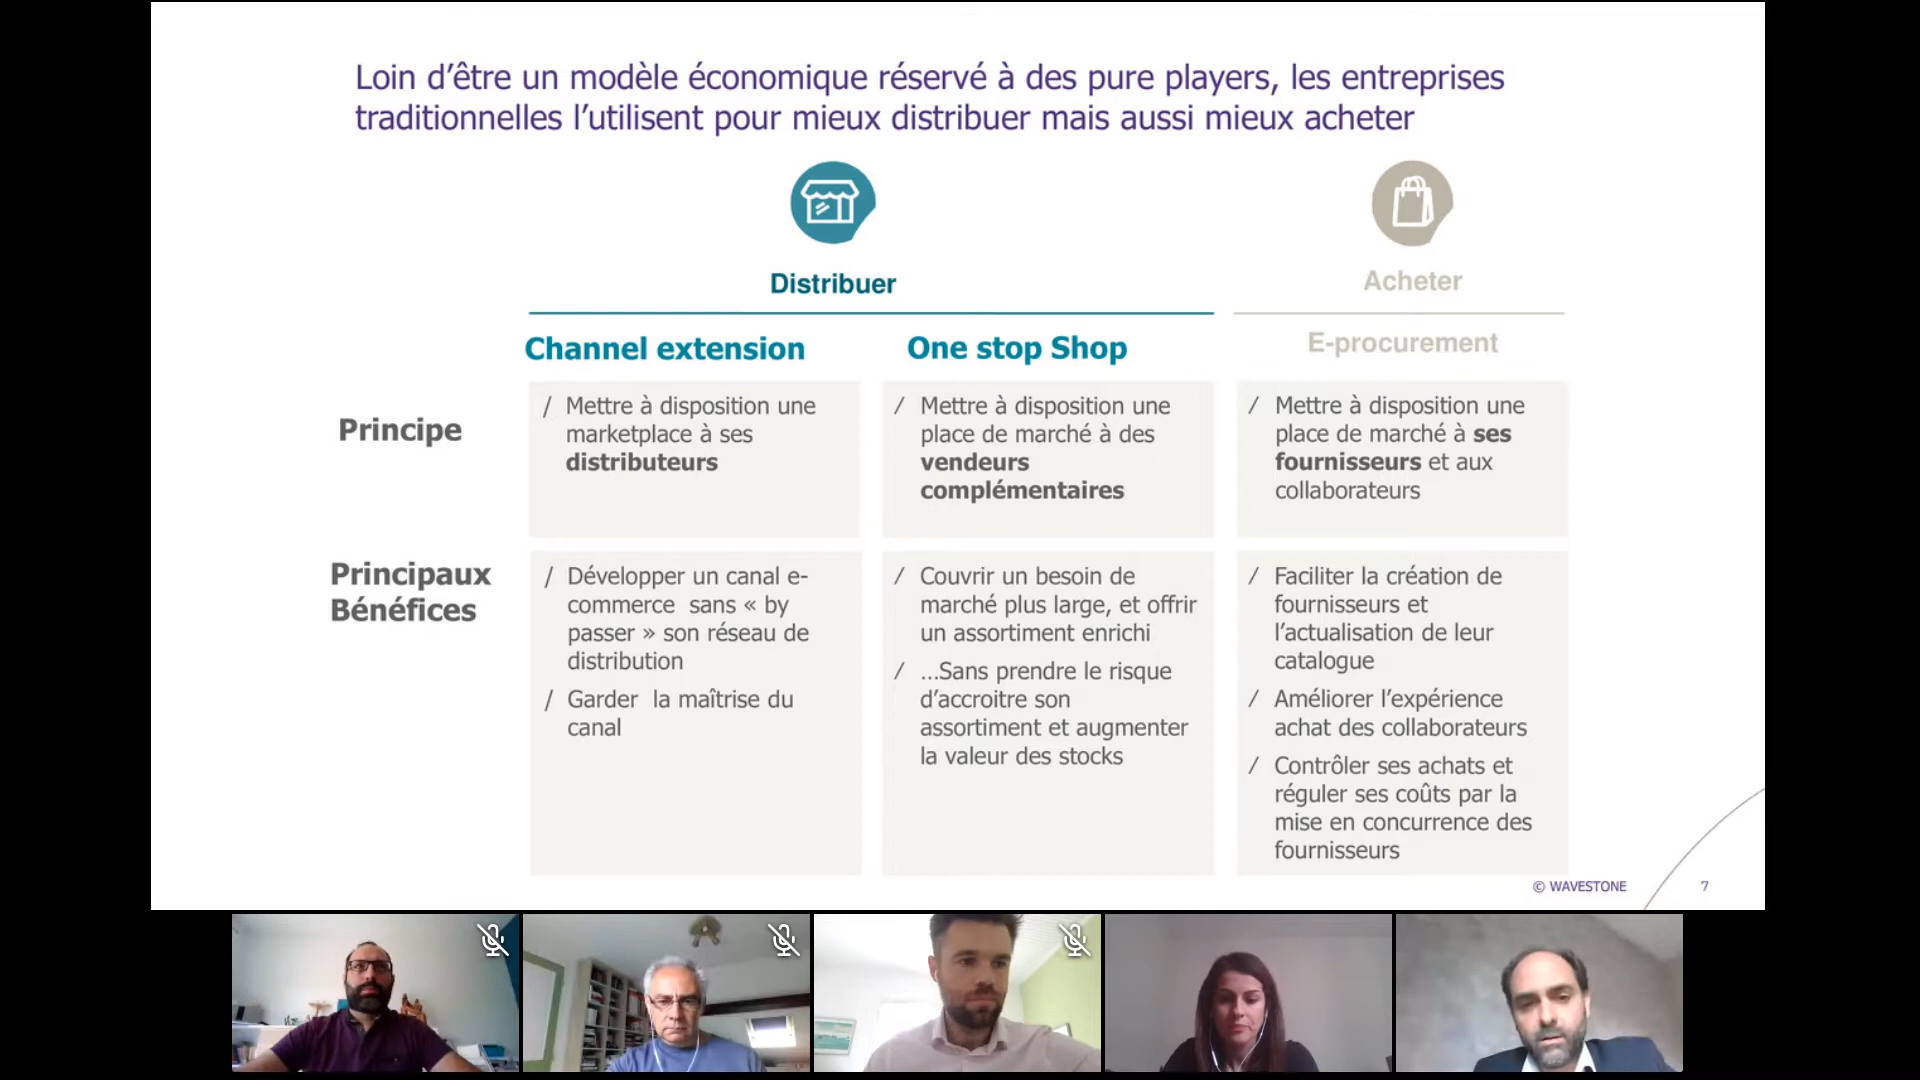 Loin d’être un modèle économique réservé à des pure players, les entreprises
traditionnelles l’utilisent pour mieux distribuer mais aussi mieux acheter
Distribuer
Acheter
Channel extension
One stop Shop
E-procurement
Principe
/ Mettre à disposition une
marketplace à ses
distributeurs
/ Mettre à disposition une
place de marché à des
vendeurs
complémentaires
/ Mettre à disposition une
place de marché à ses
fournisseurs et aux
collaborateurs
Principaux
Bénéfices
/ Développer un canal e-
commerce sans « by
passer » son réseau de
distribution
/ Garder la maîtrise du
canal
/ Couvrir un besoin de
marché plus large, et offrir
un assortiment enrichi
/ …Sans prendre le risque
d’accroitre son
assortiment et augmenter
la valeur des stocks
/ Faciliter la création de
fournisseurs et
l’actualisation de leur
catalogue
/ Améliorer l’expérience
achat des collaborateurs
/ Contrôler ses achats et
réguler ses coûts par la
mise en concurrence des
fournisseurs
© WAVESTONE
7